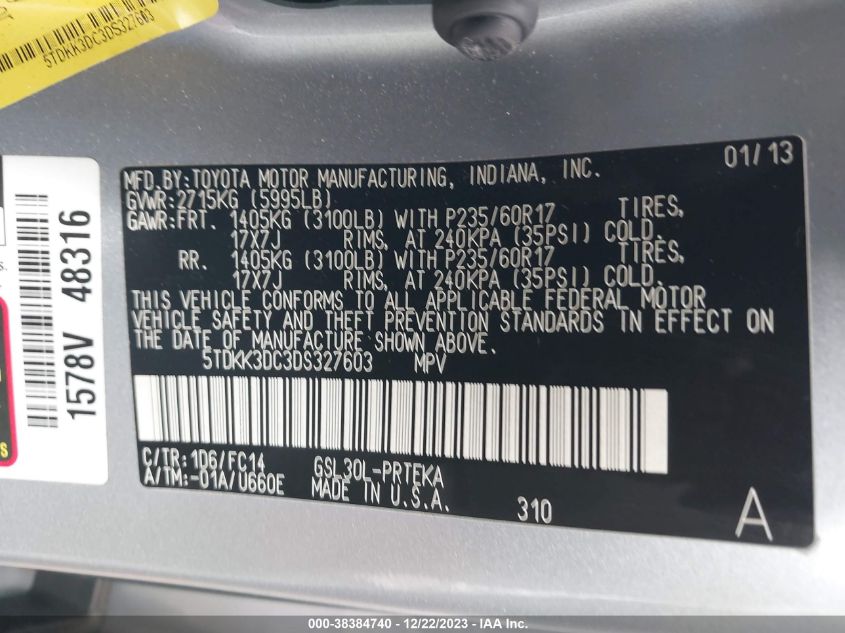 5TDKK3DC3DS327603
1578V 48316
01/13
MFD.BY:TOYOTA MOTOR MANUFACTURING, INDIANA, INC.
GVWR:2715KG (5995LB)
GAWR:FRT. 1405KG (3100LB) WITH P235/60R17 TIRES,
17X7J RIMS, AT 240KPA (35PSI) COLD.
RR. 1405KG (3100LB) WITH P235/60R17 TIRES,
17X7J RIMS, AT 240KPA (35PSI) COLD.
THIS VEHICLE CONFORMS TO ALL APPLICABLE FEDERAL MOTOR
VEHICLE SAFETY AND THEFT PREVENTION STANDARDS IN EFFECT ON
THE DATE OF MANUFACTURE SHOWN ABOVE.
5TDKK3DC3DS327603 MPV
C/TR:1D6/FC14 GSL30L-PRTEKA
A/TM:-01A/U660E MADE IN U.S.A.
310
A
000-38384740 - 12/22/2023 - IAA Inc.